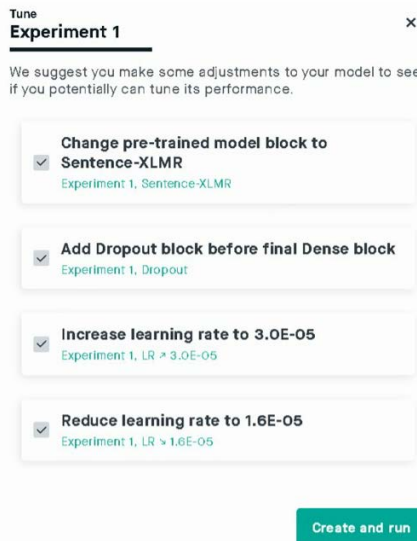 Tune
Experiment 1
×
We suggest you make some adjustments to your model to see
if you potentially can tune its performance.
Change pre-trained model block to
Sentence-XLMR
Experiment 1, Sentence-XLMR
Add Dropout block before final Dense block
Experiment 1, Dropout
Increase learning rate to 3.0E-05
Experiment 1, LR ↗ 3.0E-05
Reduce learning rate to 1.6E-05
Experiment 1, LR ↘ 1.6E-05
Create and run